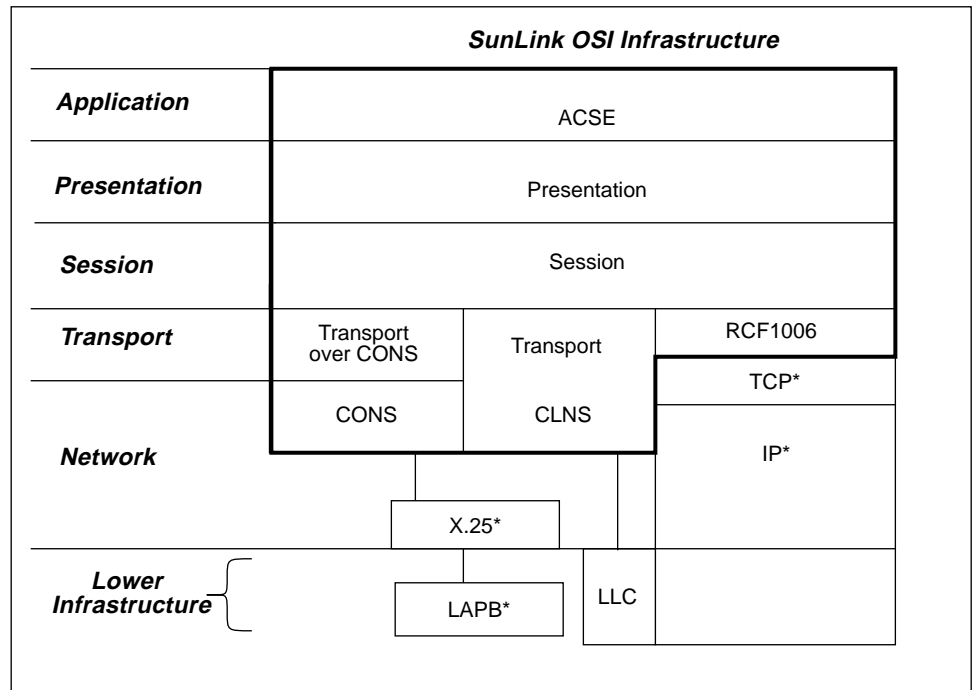 SunLink OSI Infrastructure
Application
ACSE
Presentation
Presentation
Session
Session
Transport
Transport
over CONS
Transport
RCF1006
TCP*
CONS
CLNS
Network
IP*
X.25*
Lower
Infrastructure
LAPB*
LLC